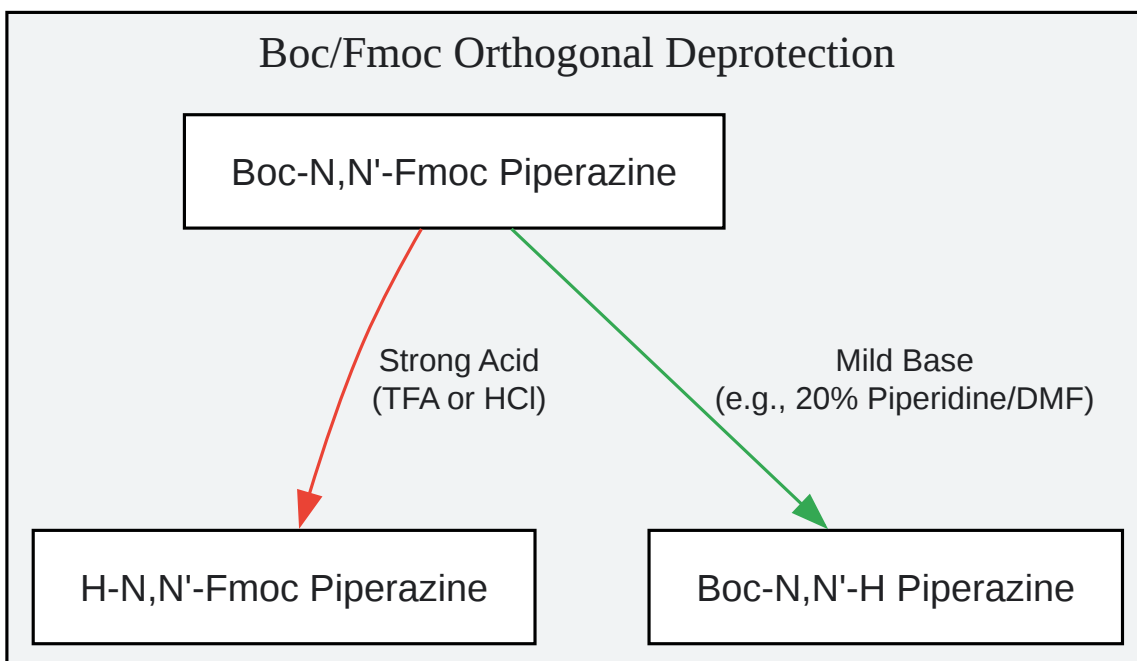 Boc/Fmoc Orthogonal Deprotection
Boc-N,N'-Fmoc Piperazine
Strong Acid
(TFA or HCl)
Mild Base
(e.g., 20% Piperidine/DMF)
H-N,N'-Fmoc Piperazine
Boc-N,N'-H Piperazine